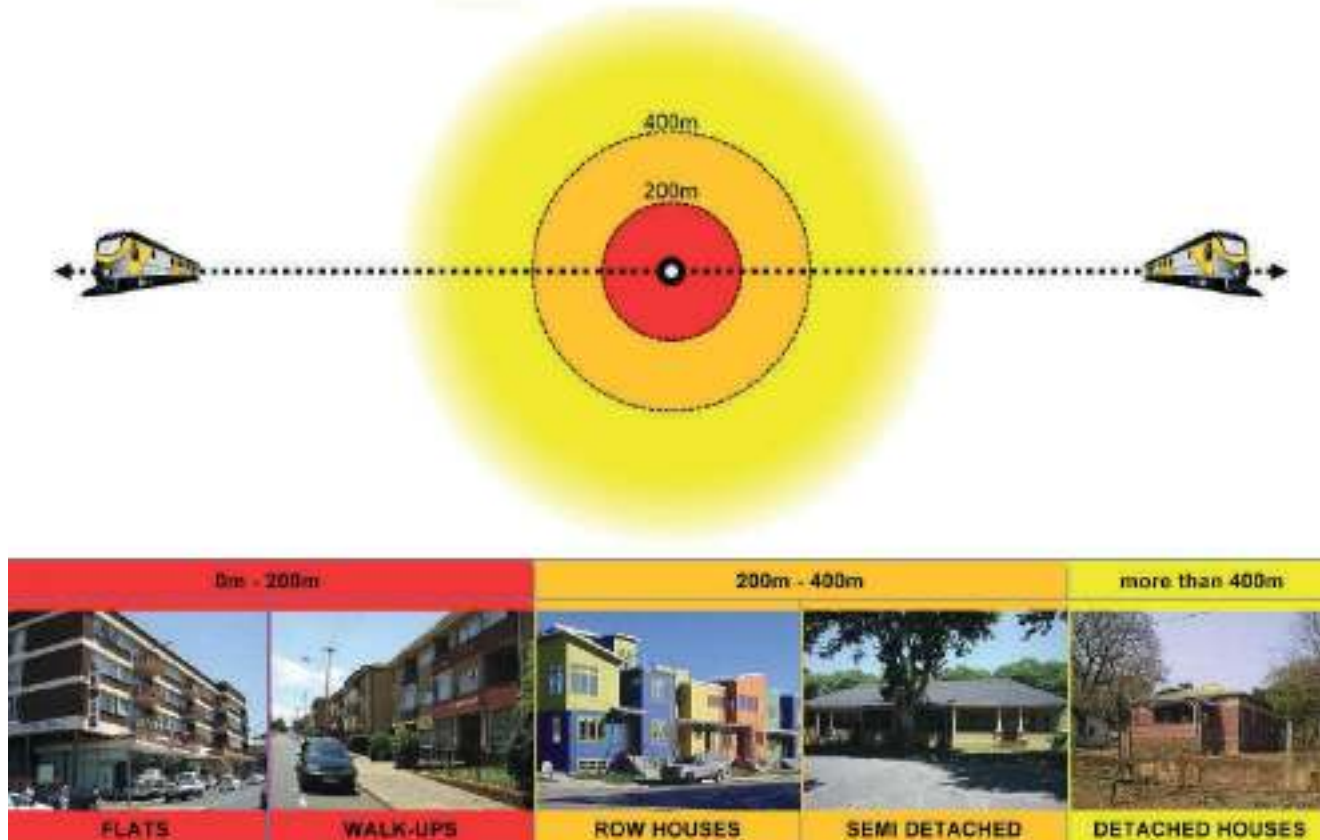 400m
200m
0m - 200m
200m - 400m
more than 400m
FLATS
WALK-UPS
ROW HOUSES
SEMI DETACHED
DETACHED HOUSES